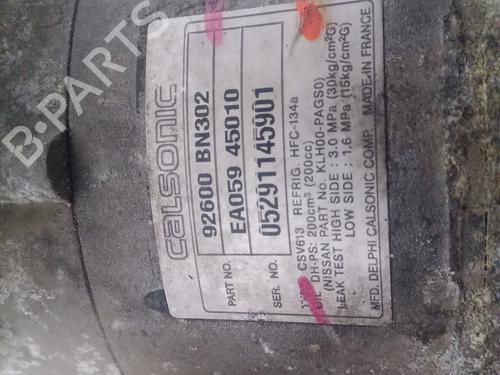 CALSONIC
92600 BN302
PART NO. EA059 45010
SER. NO. 05291145901
CSV613 REFRIG. HFC-134a
DH-PS: 200cm³ (200cc)
(NISSAN PART NO. KLH00-PAGS0)
LEAK TEST HIGH SIDE : 3.0 MPa (30kg/cm²G)
LOW SIDE : 1.6 MPa (15kg/cm²G)
MFD. DELPHI CALSONIC COMP. MADE IN FRANCE
B-PARTS